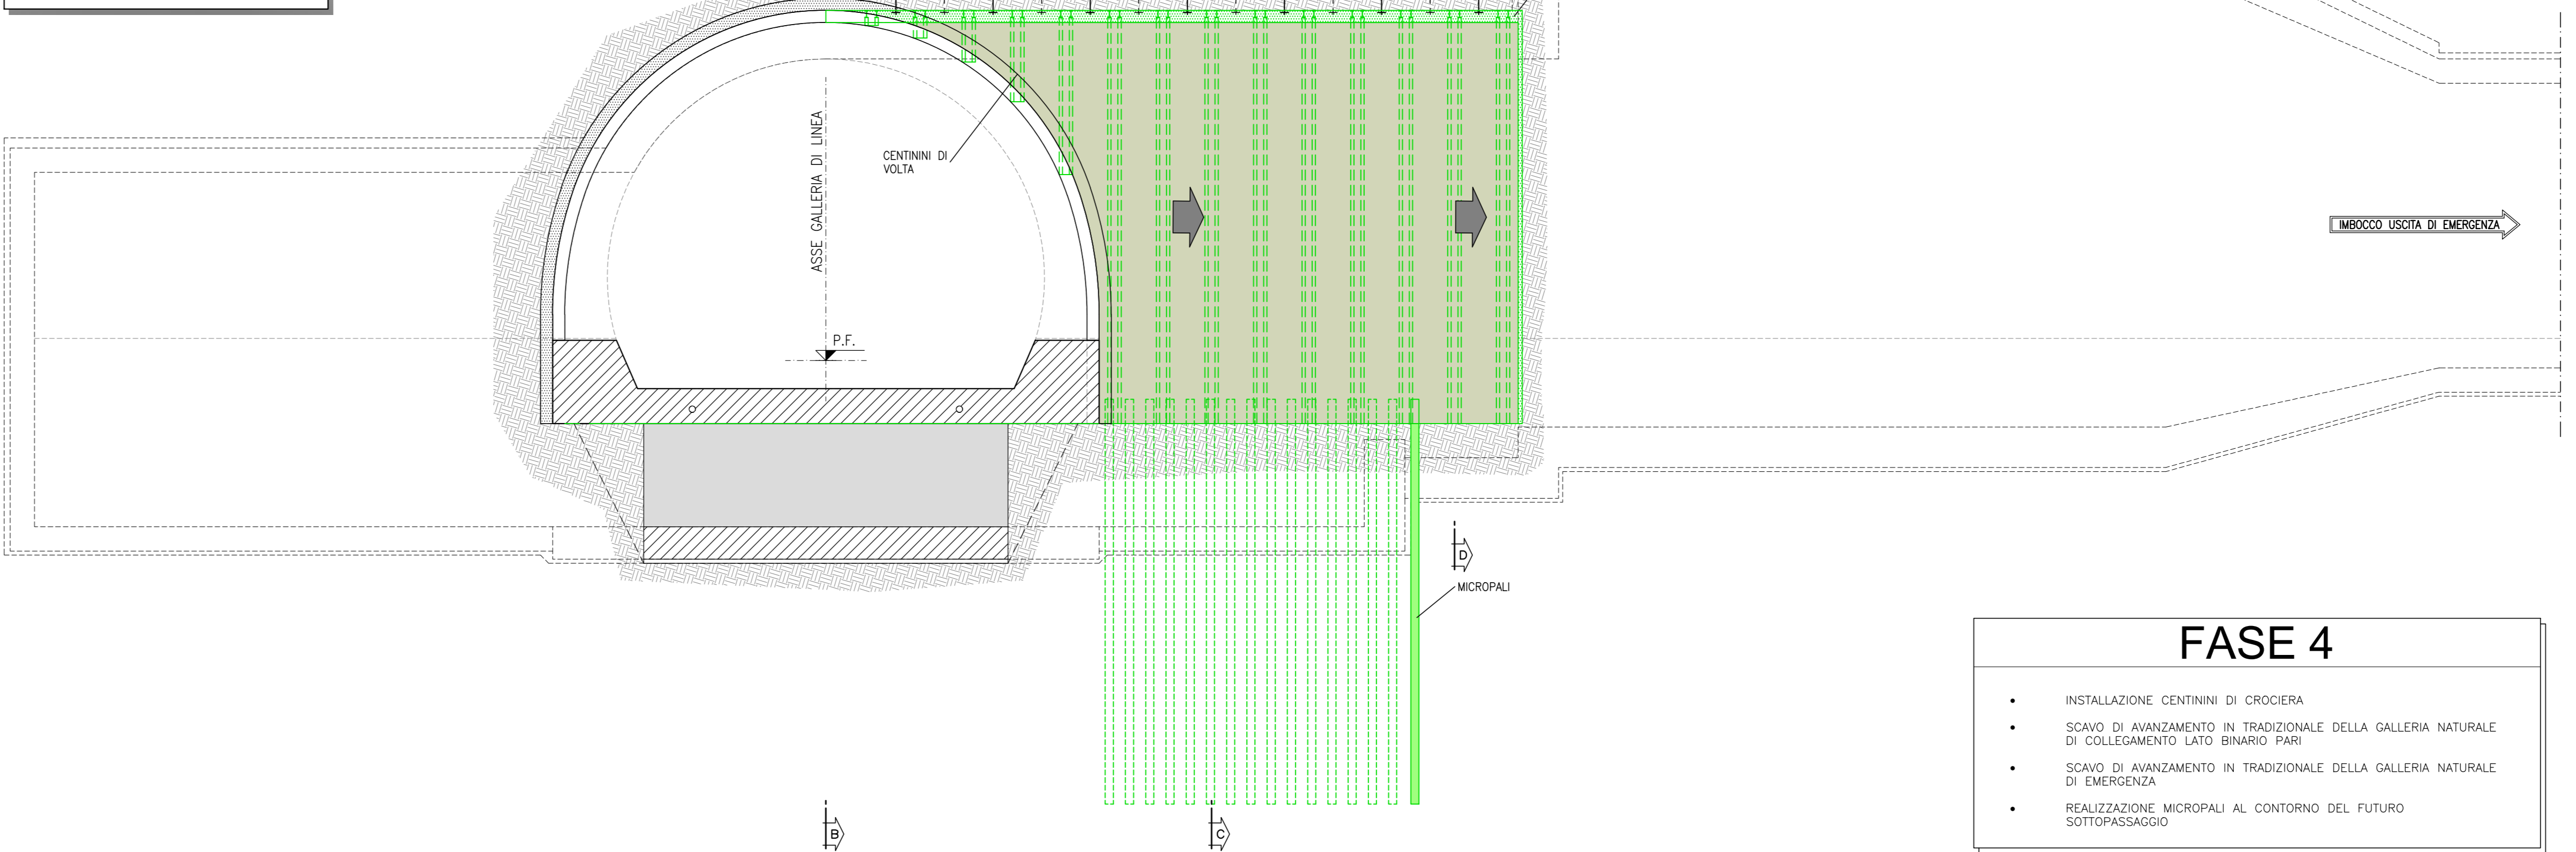 ASSE GALLERIA DI LINEA
CENTININI DI
VOLTA
P.F.
IMBOCCO USCITA DI EMERGENZA
D
MICROPALI
B
C
FASE 4
• INSTALLAZIONE CENTININI DI CROCIERA
• SCAVO DI AVANZAMENTO IN TRADIZIONALE DELLA GALLERIA NATURALE
DI COLLEGAMENTO LATO BINARIO PARI
• SCAVO DI AVANZAMENTO IN TRADIZIONALE DELLA GALLERIA NATURALE
DI EMERGENZA
• REALIZZAZIONE MICROPALI AL CONTORNO DEL FUTURO
SOTTOPASSAGGIO